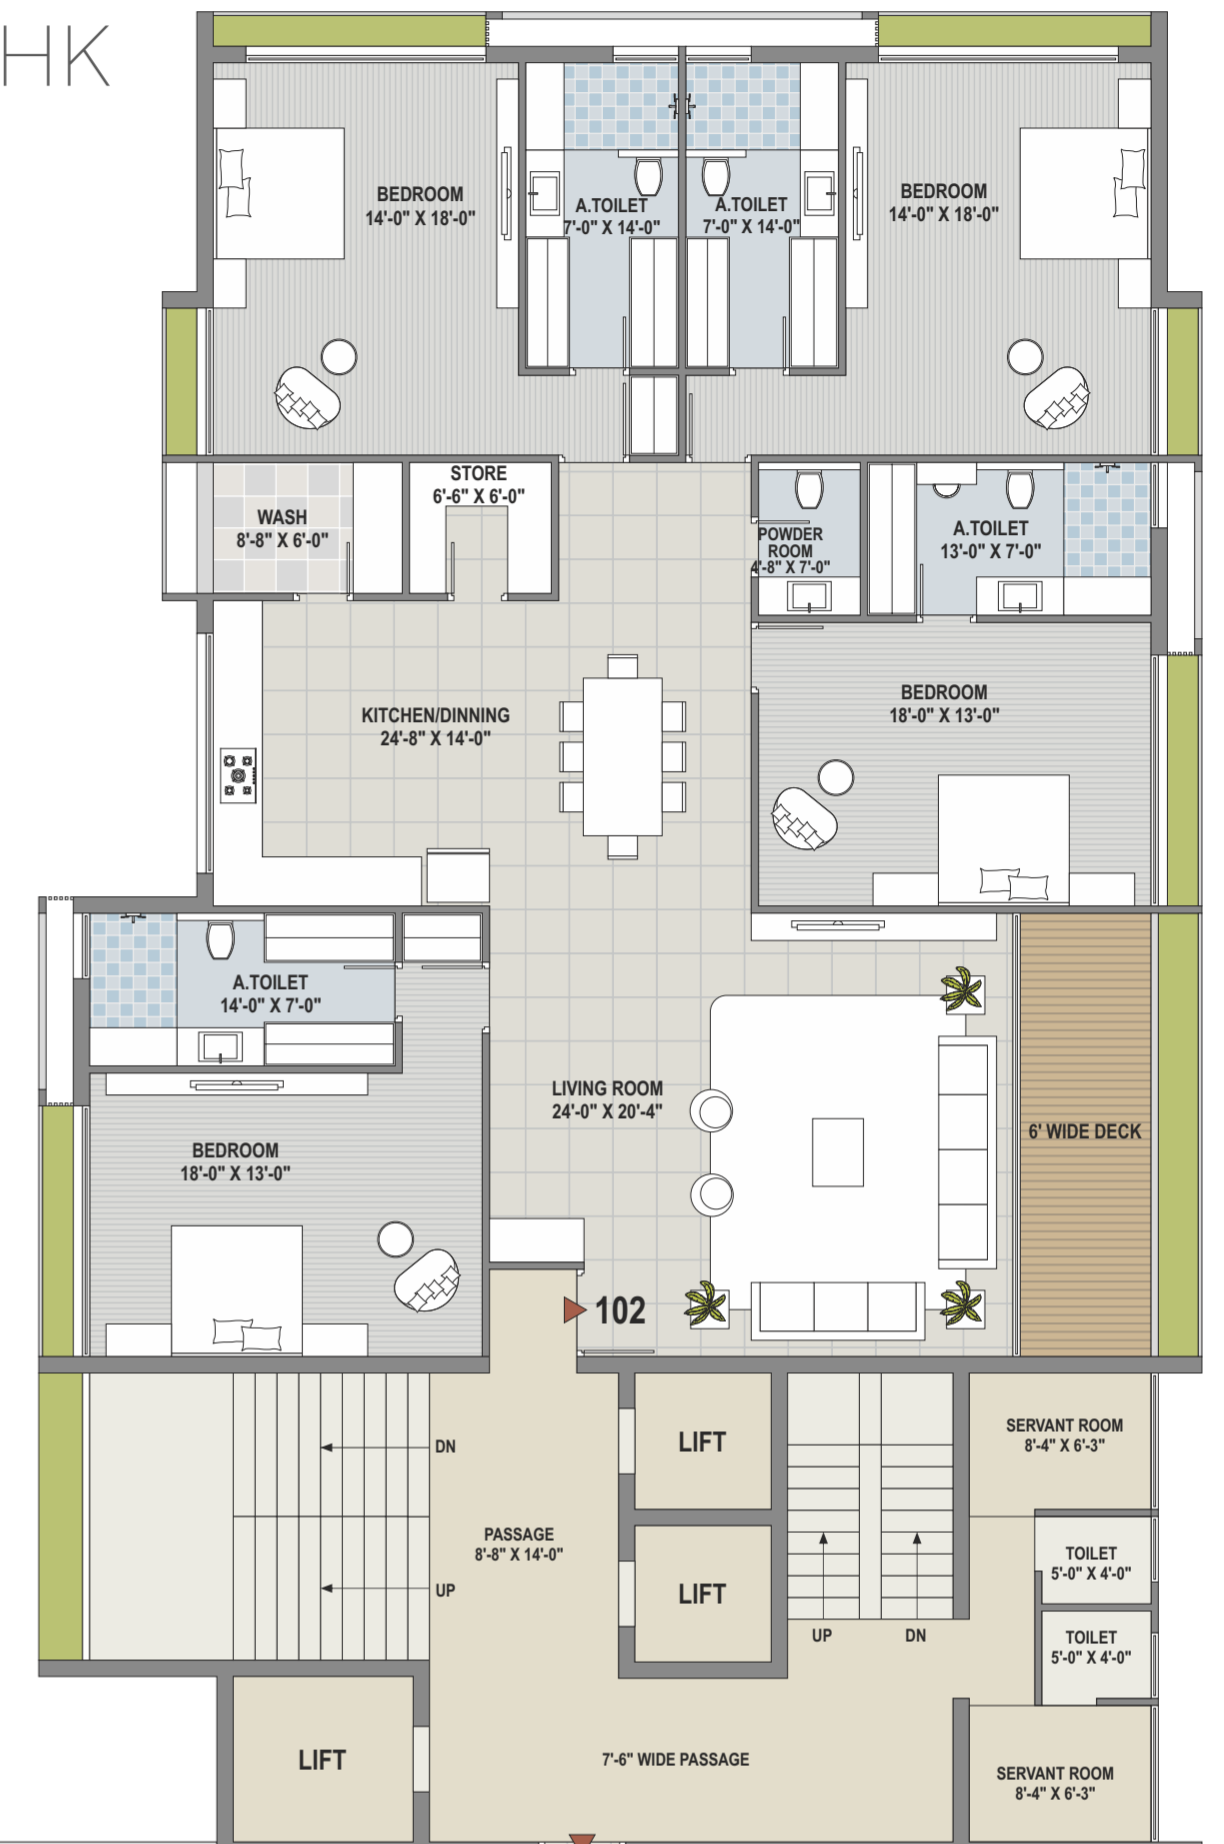 HK
BEDROOM
14'-0" X 18'-0"
A.TOILET
7'-0" X 14'-0"
A.TOILET
7'-0" X 14'-0"
BEDROOM
14'-0" X 18'-0"
STORE
6'-6" X 6'-0"
WASH
8'-8" X 6'-0"
POWDER
ROOM
4'-8" X 7'-0"
A.TOILET
13'-0" X 7'-0"
KITCHEN/DINNING
24'-8" X 14'-0"
BEDROOM
18'-0" X 13'-0"
A.TOILET
14'-0" X 7'-0"
LIVING ROOM
24'-0" X 20'-4"
6' WIDE DECK
BEDROOM
18'-0" X 13'-0"
102
DN
UP
PASSAGE
8'-8" X 14'-0"
LIFT
LIFT
UP
DN
SERVANT ROOM
8'-4" X 6'-3"
TOILET
5'-0" X 4'-0"
TOILET
5'-0" X 4'-0"
LIFT
7'-6" WIDE PASSAGE
SERVANT ROOM
8'-4" X 6'-3"